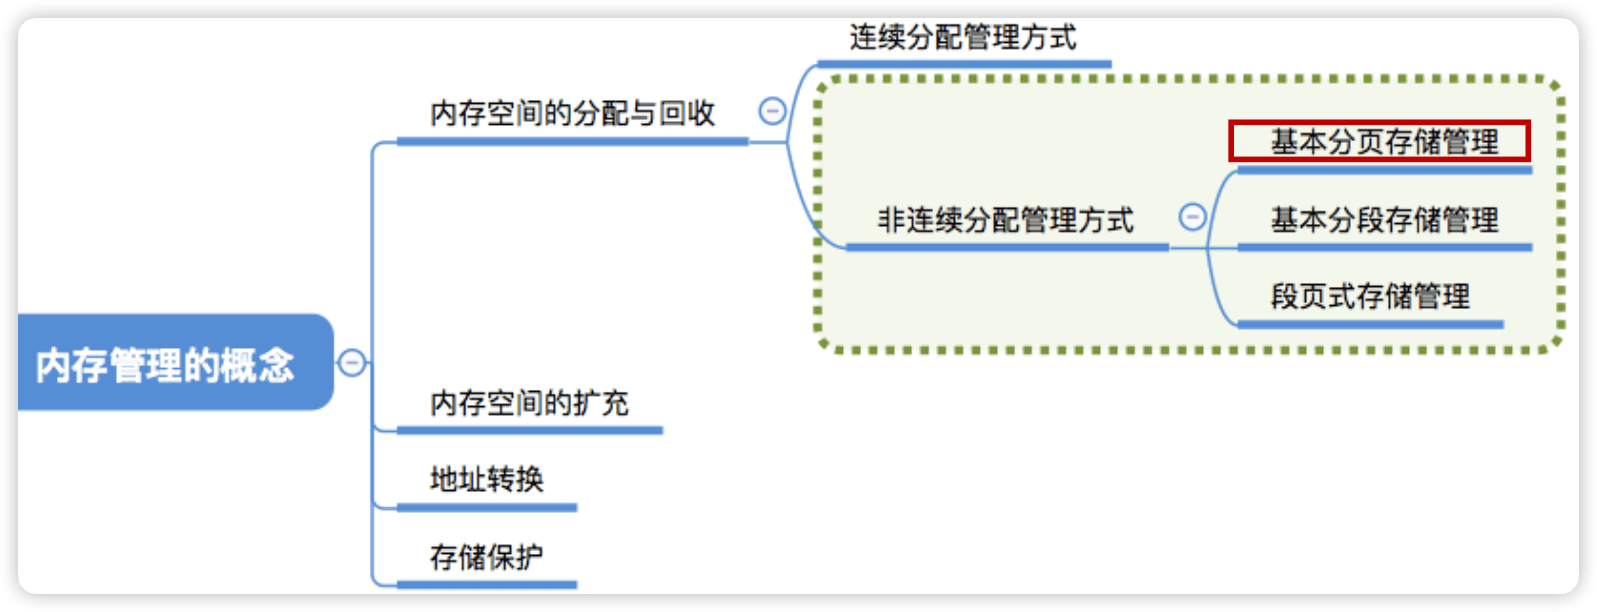 连续分配管理方式
内存空间的分配与回收
基本分页存储管理
非连续分配管理方式
基本分段存储管理
段页式存储管理
内存管理的概念
内存空间的扩充
地址转换
存储保护